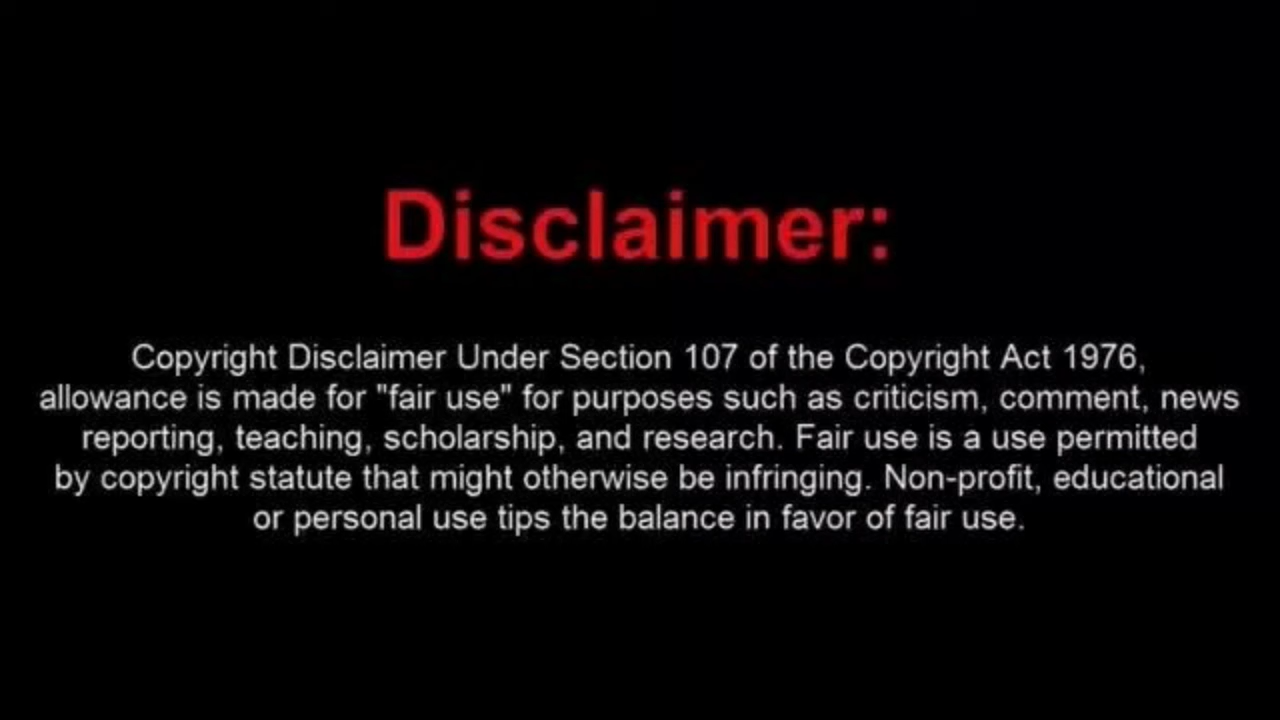 Disclaimer:
Copyright Disclaimer Under Section 107 of the Copyright Act 1976,
allowance is made for "fair use" for purposes such as criticism, comment, news
reporting, teaching, scholarship, and research. Fair use is a use permitted
by copyright statute that might otherwise be infringing. Non-profit, educational
or personal use tips the balance in favor of fair use.